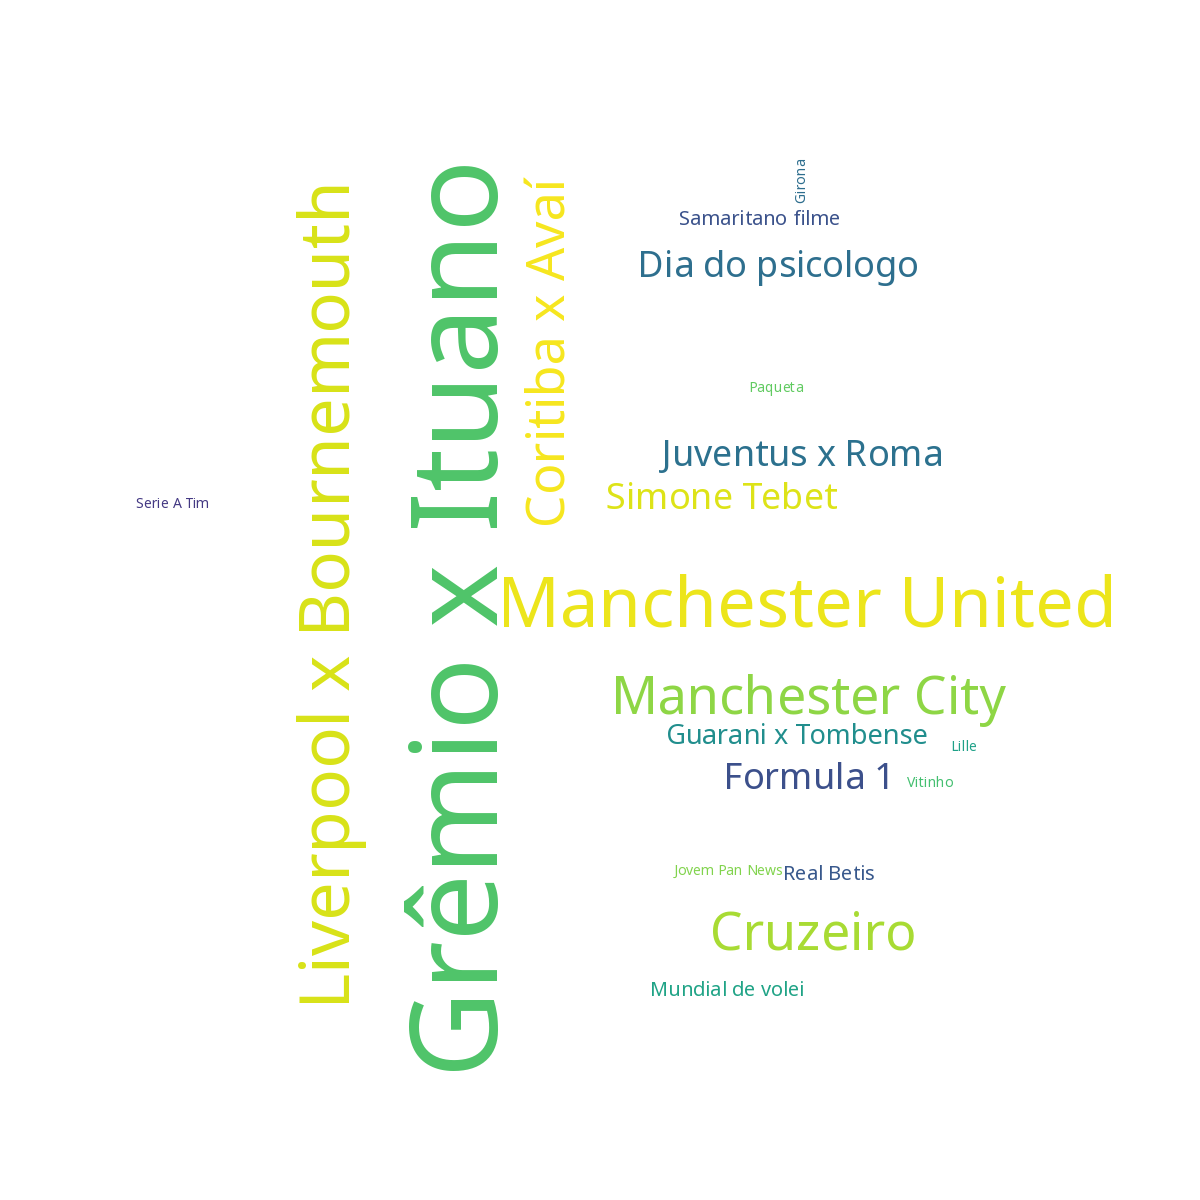 Girona
Samaritano filme
Dia do psicologo
Liverpool x Bournemouth
Grêmio x Ituano
Coritiba x Avaí
Paqueta
Juventus x Roma
Simone Tebet
Serie A Tim
Manchester United
Manchester City
Guarani x Tombense
Lille
Formula 1
Vitinho
Jovem Pan News
Real Betis
Cruzeiro
Mundial de volei